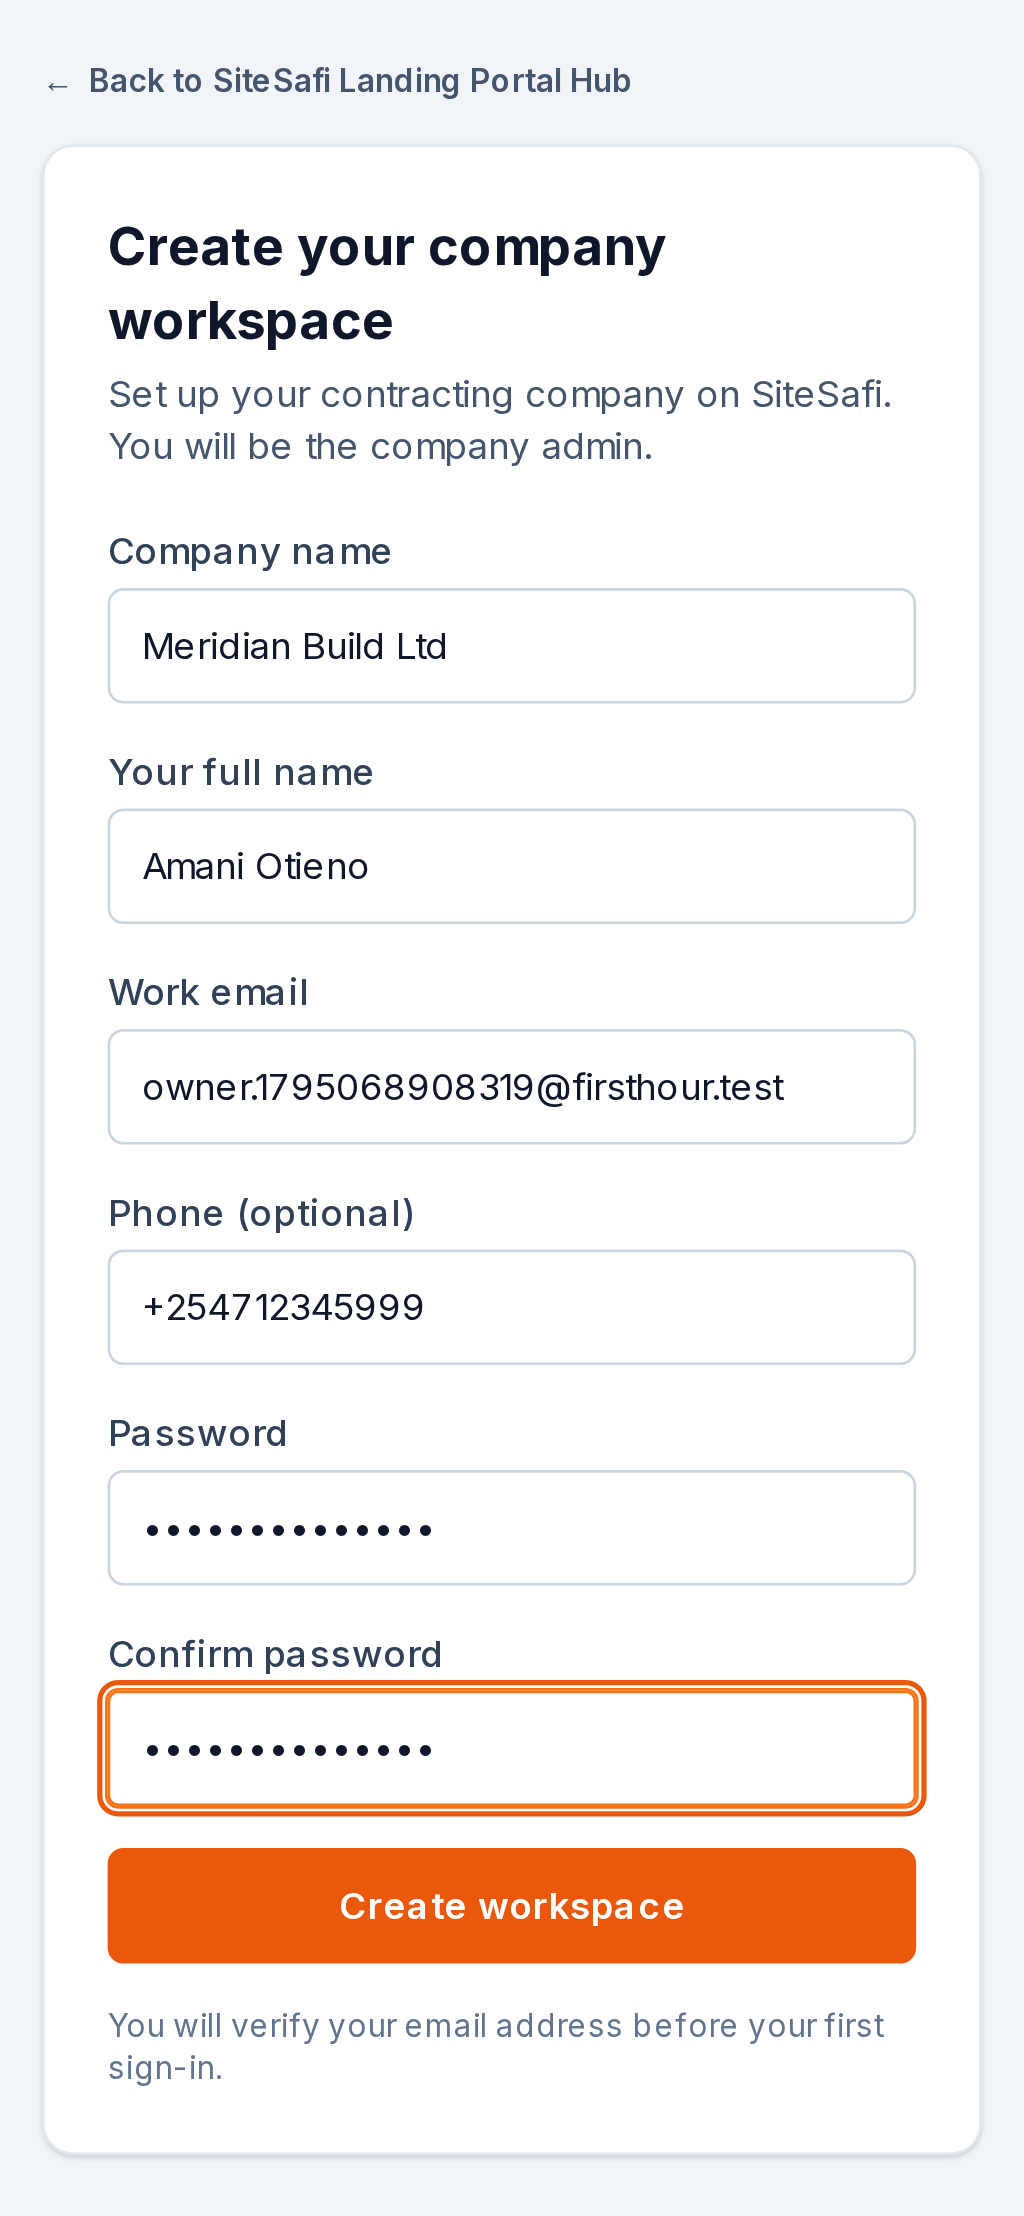 ← Back to SiteSafi Landing Portal Hub
Create your company
workspace
Set up your contracting company on SiteSafi.
You will be the company admin.
Company name
Meridian Build Ltd
Your full name
Amani Otieno
Work email
owner.1795068908319@firsthour.test
Phone (optional)
+254712345999
Password
••••••••••••••
Confirm password
••••••••••••••
Create workspace
You will verify your email address before your first
sign-in.